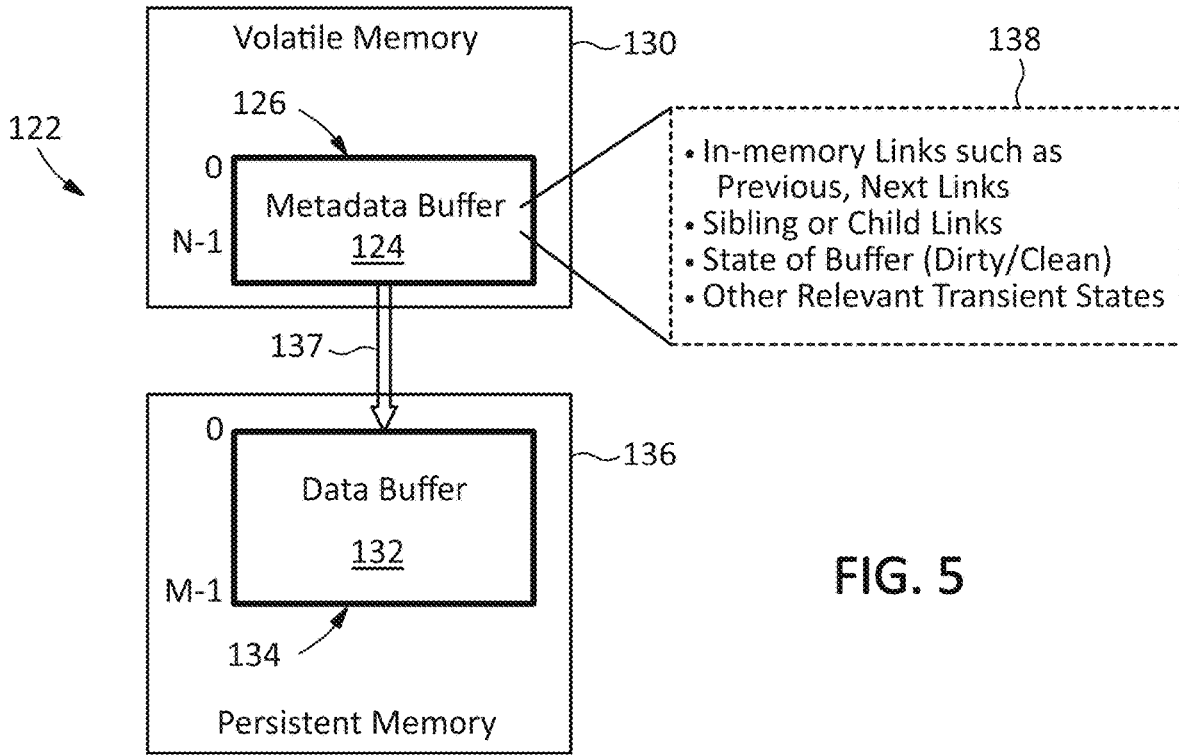 Volatile Memory
130
138
126
122
0
Metadata Buffer
124
N-1
• In-memory Links such as
Previous, Next Links
• Sibling or Child Links
• State of Buffer (Dirty/Clean)
• Other Relevant Transient States
137
0
136
Data Buffer
132
M-1
134
Persistent Memory
FIG. 5